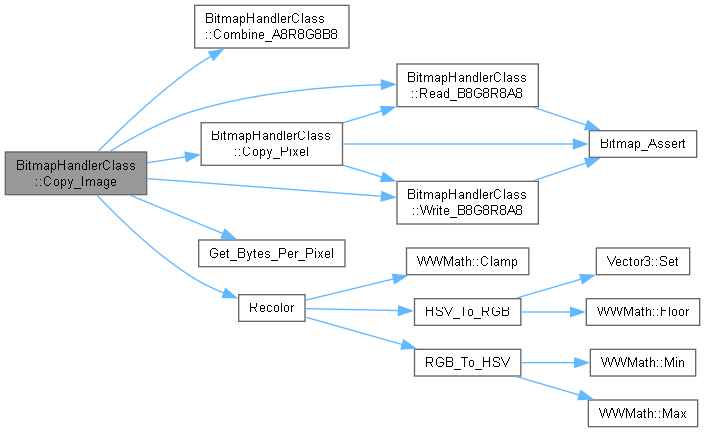 BitmapHandlerClass
::Combine_A8R8G8B8
BitmapHandlerClass
::Read_B8G8R8A8
BitmapHandlerClass
::Copy_Pixel
Bitmap_Assert
BitmapHandlerClass
::Copy_Image
BitmapHandlerClass
::Write_B8G8R8A8
Get_Bytes_Per_Pixel
WWMath::Clamp
Vector3::Set
Recolor
HSV_To_RGB
WWMath::Floor
RGB_To_HSV
WWMath::Min
WWMath::Max